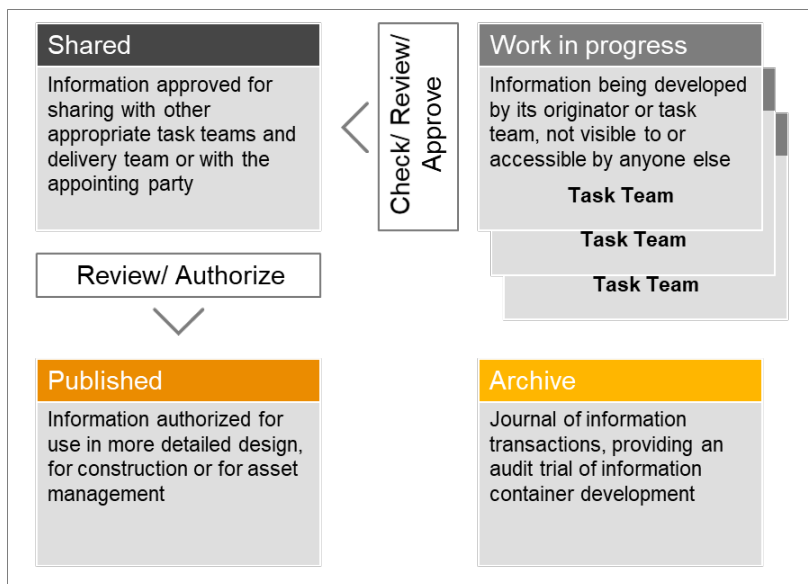 Shared
Information approved for
sharing with other
appropriate task teams and
delivery team or with the
appointing party
Check/ Review/
Approve
Work in progress
Information being developed
by its originator or task
team, not visible to or
accessible by anyone else
Task Team
Task Team
Task Team
Review/ Authorize
Published
Information authorized for
use in more detailed design,
for construction or for asset
management
Archive
Journal of information
transactions, providing an
audit trial of information
container development